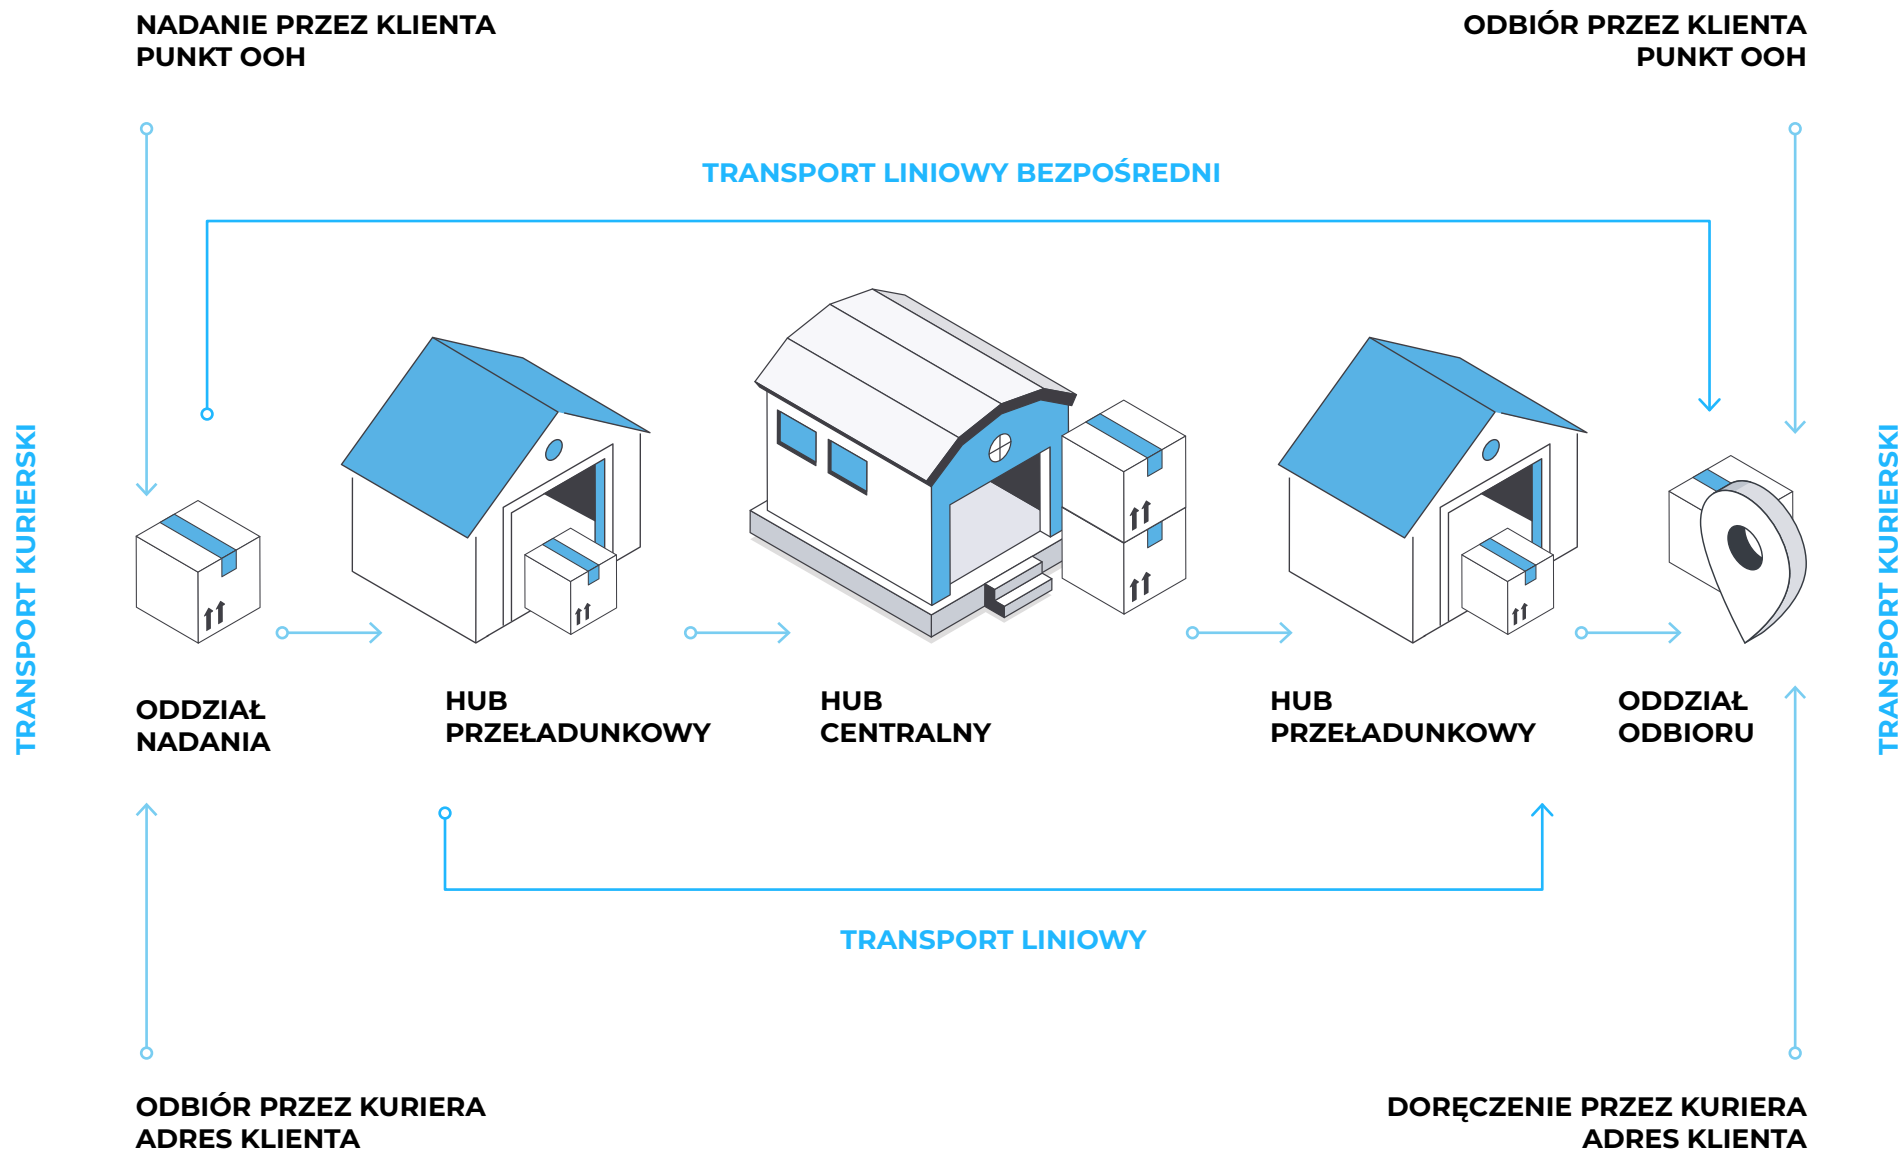 NADANIE PRZEZ KLIENTA
PUNKT OOH
ODBIÓR PRZEZ KLIENTA
PUNKT OOH
TRANSPORT LINIOWY BEZPOŚREDNI
TRANSPORT KURIERSKI
TRANSPORT KURIERSKI
ODDZIAŁ
NADANIA
HUB
PRZEŁADUNKOWY
HUB
CENTRALNY
HUB
PRZEŁADUNKOWY
ODDZIAŁ
ODBIORU
TRANSPORT LINIOWY
ODBIÓR PRZEZ KURIERA
ADRES KLIENTA
DORĘCZENIE PRZEZ KURIERA
ADRES KLIENTA